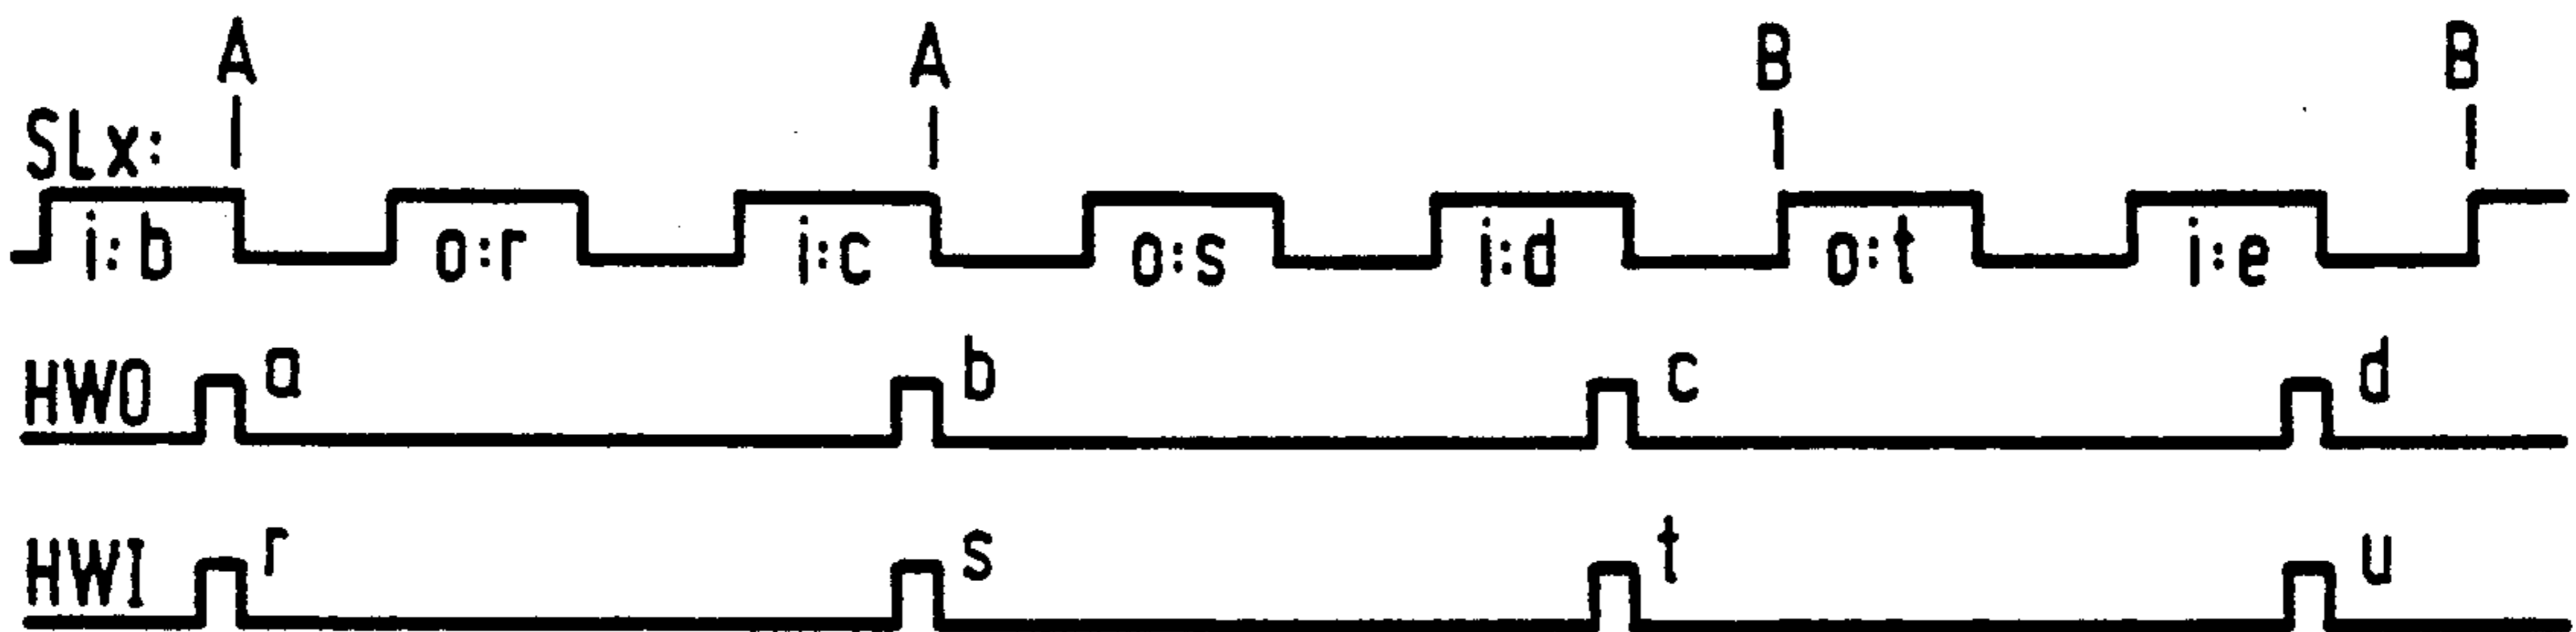 A A B B
SLx:
i:b o:r i:c o:s i:d o:t i:e
HWO a b c d
HWI r s t u